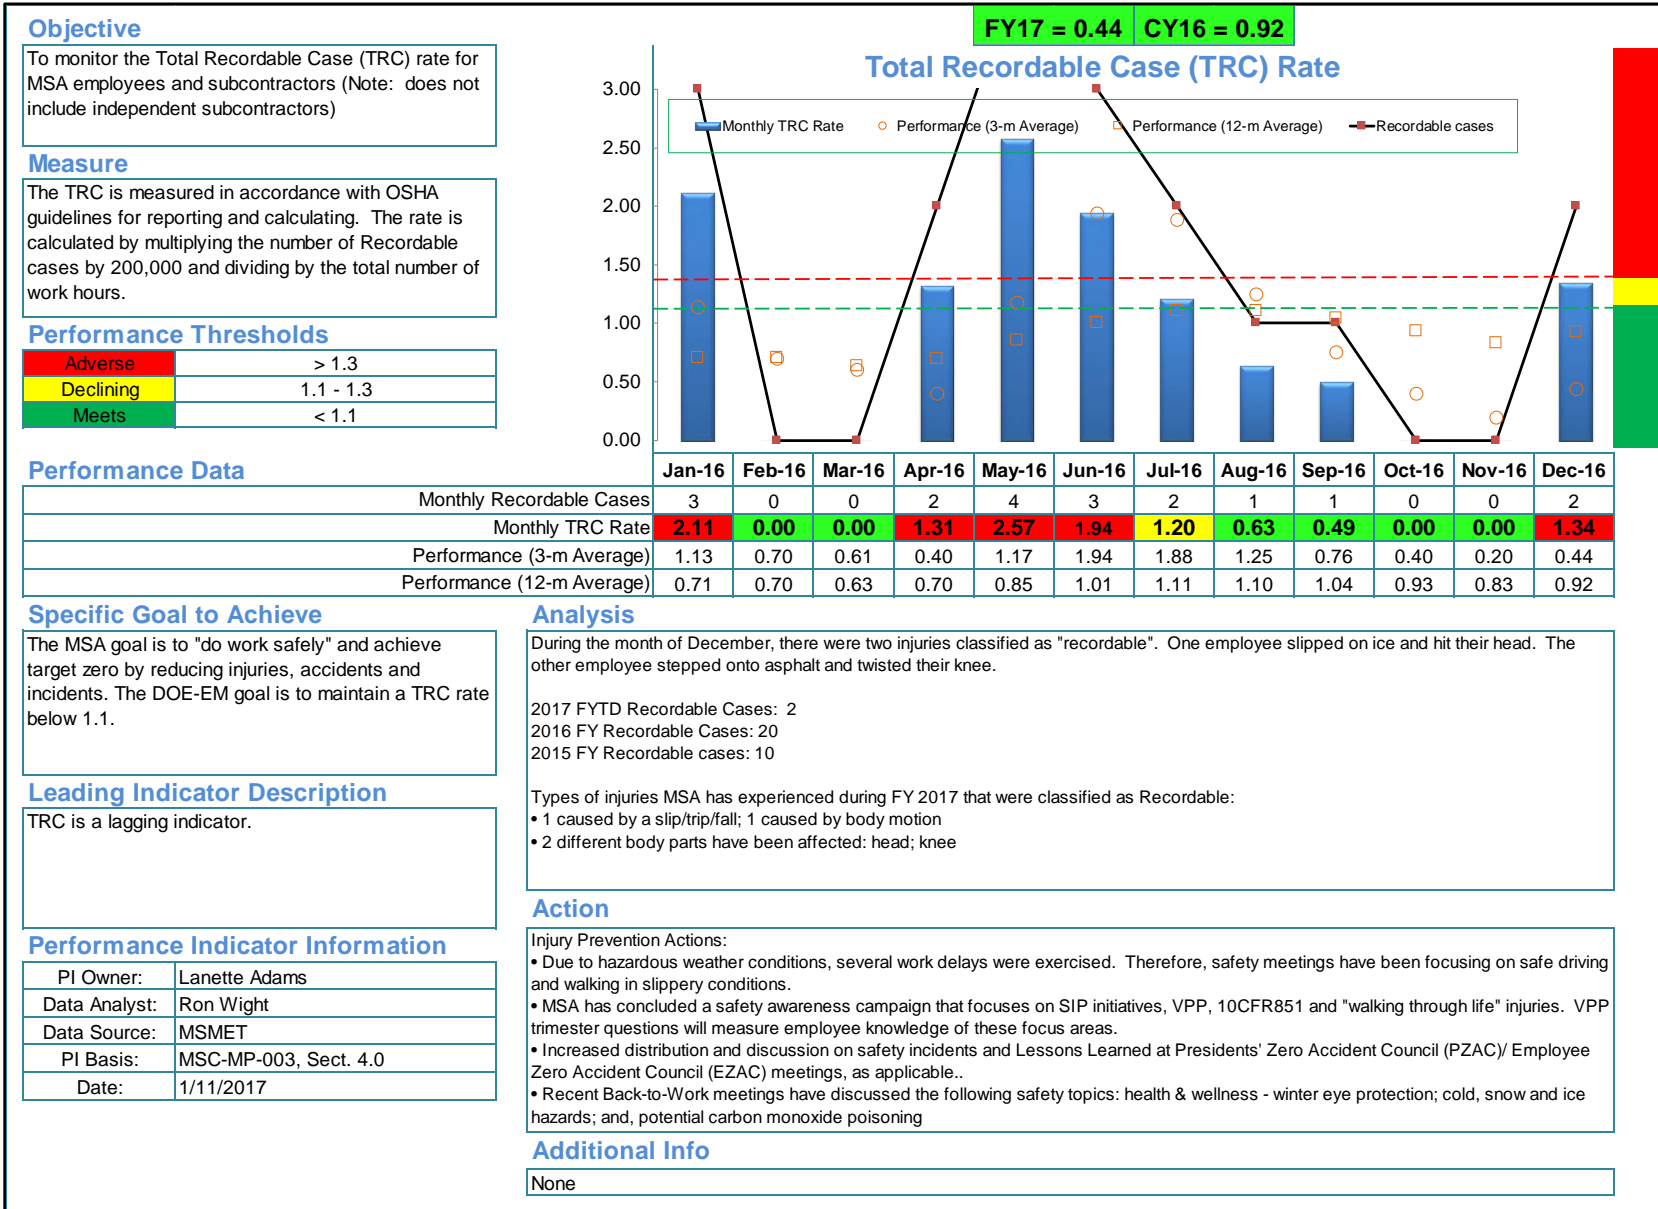 FY17 = 0.44 CY16 = 0.92
Objective
To monitor the Total Recordable Case (TRC) rate for
MSA employees and subcontractors (Note:  does not
include independent subcontractors)
Measure
The TRC is measured in accordance with OSHA
guidelines for reporting and calculating.  The rate is
calculated by multiplying the number of Recordable
cases by 200,000 and dividing by the total number of
work hours.
Performance Thresholds
Adverse > 1.3
Declining 1.1 - 1.3
Meets < 1.1
Total Recordable Case (TRC) Rate
Monthly TRC Rate Performance (3-m Average) Performance (12-m Average) Recordable cases
3.00
2.50
2.00
1.50
1.00
0.50
0.00
Performance Data Jan-16 Feb-16 Mar-16 Apr-16 May-16 Jun-16 Jul-16 Aug-16 Sep-16 Oct-16 Nov-16 Dec-16
Monthly Recordable Cases 3 0 0 2 4 3 2 1 1 0 0 2
Monthly TRC Rate 2.11 0.00 0.00 1.31 2.57 1.94 1.20 0.63 0.49 0.00 0.00 1.34
Performance (3-m Average) 1.13 0.70 0.61 0.40 1.17 1.94 1.88 1.25 0.76 0.40 0.20 0.44
Performance (12-m Average) 0.71 0.70 0.63 0.70 0.85 1.01 1.11 1.10 1.04 0.93 0.83 0.92
Specific Goal to Achieve
The MSA goal is to "do work safely" and achieve
target zero by reducing injuries, accidents and
incidents. The DOE-EM goal is to maintain a TRC rate
below 1.1.
Leading Indicator Description
TRC is a lagging indicator.
Performance Indicator Information
PI Owner: Lanette Adams
Data Analyst: Ron Wight
Data Source: MSMET
PI Basis: MSC-MP-003, Sect. 4.0
Date: 1/11/2017
Analysis
During the month of December, there were two injuries classified as "recordable".  One employee slipped on ice and hit their head.  The
other employee stepped onto asphalt and twisted their knee.
2017 FYTD Recordable Cases:  2
2016 FY Recordable Cases: 20
2015 FY Recordable cases: 10
Types of injuries MSA has experienced during FY 2017 that were classified as Recordable:
• 1 caused by a slip/trip/fall; 1 caused by body motion
• 2 different body parts have been affected: head; knee
Action
Injury Prevention Actions:
• Due to hazardous weather conditions, several work delays were exercised.  Therefore, safety meetings have been focusing on safe driving
and walking in slippery conditions.
• MSA has concluded a safety awareness campaign that focuses on SIP initiatives, VPP, 10CFR851 and "walking through life" injuries.  VPP
trimester questions will measure employee knowledge of these focus areas.
• Increased distribution and discussion on safety incidents and Lessons Learned at Presidents' Zero Accident Council (PZAC)/ Employee
Zero Accident Council (EZAC) meetings, as applicable..
• Recent Back-to-Work meetings have discussed the following safety topics: health & wellness - winter eye protection; cold, snow and ice
hazards; and, potential carbon monoxide poisoning
Additional Info
None